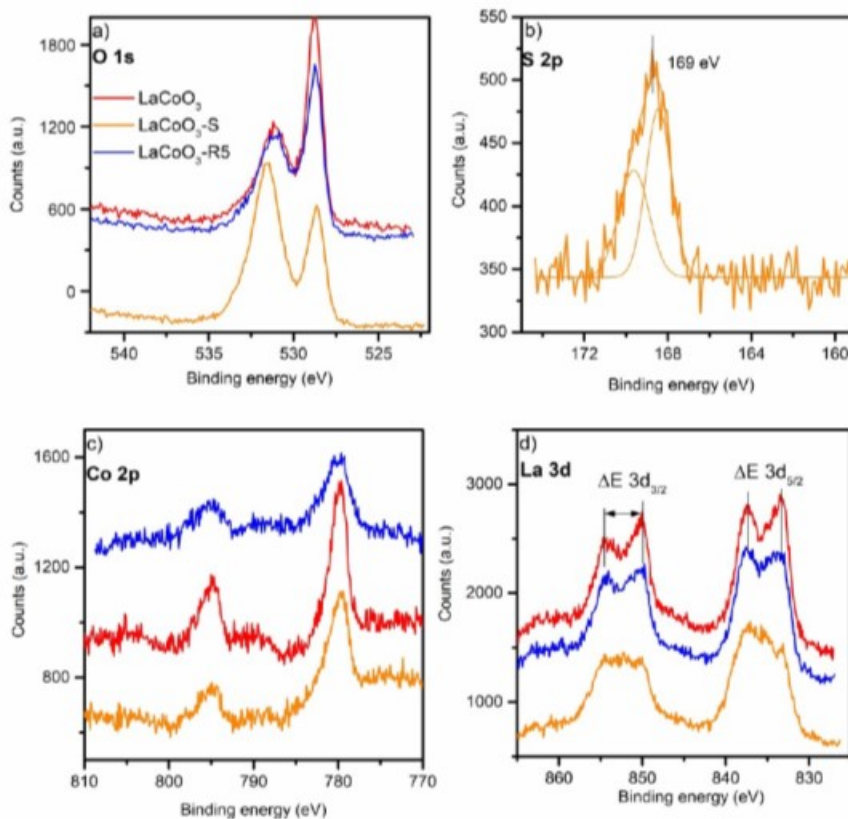 a)
O 1s
LaCoO₃
LaCoO₃-S
LaCoO₃-R5
Counts (a.u.)
1800
1200
600
0
540 535 530 525
Binding energy (eV)
b)
S 2p
169 eV
Counts (a.u.)
550
500
450
400
350
300
172 168 164 160
Binding energy (eV)
c)
Co 2p
Counts (a.u.)
1600
1200
800
810 800 790 780 770
Binding energy (eV)
d)
La 3d
ΔE 3d₃/₂
ΔE 3d₅/₂
Counts (a.u.)
3000
2000
1000
860 850 840 830
Binding energy (eV)